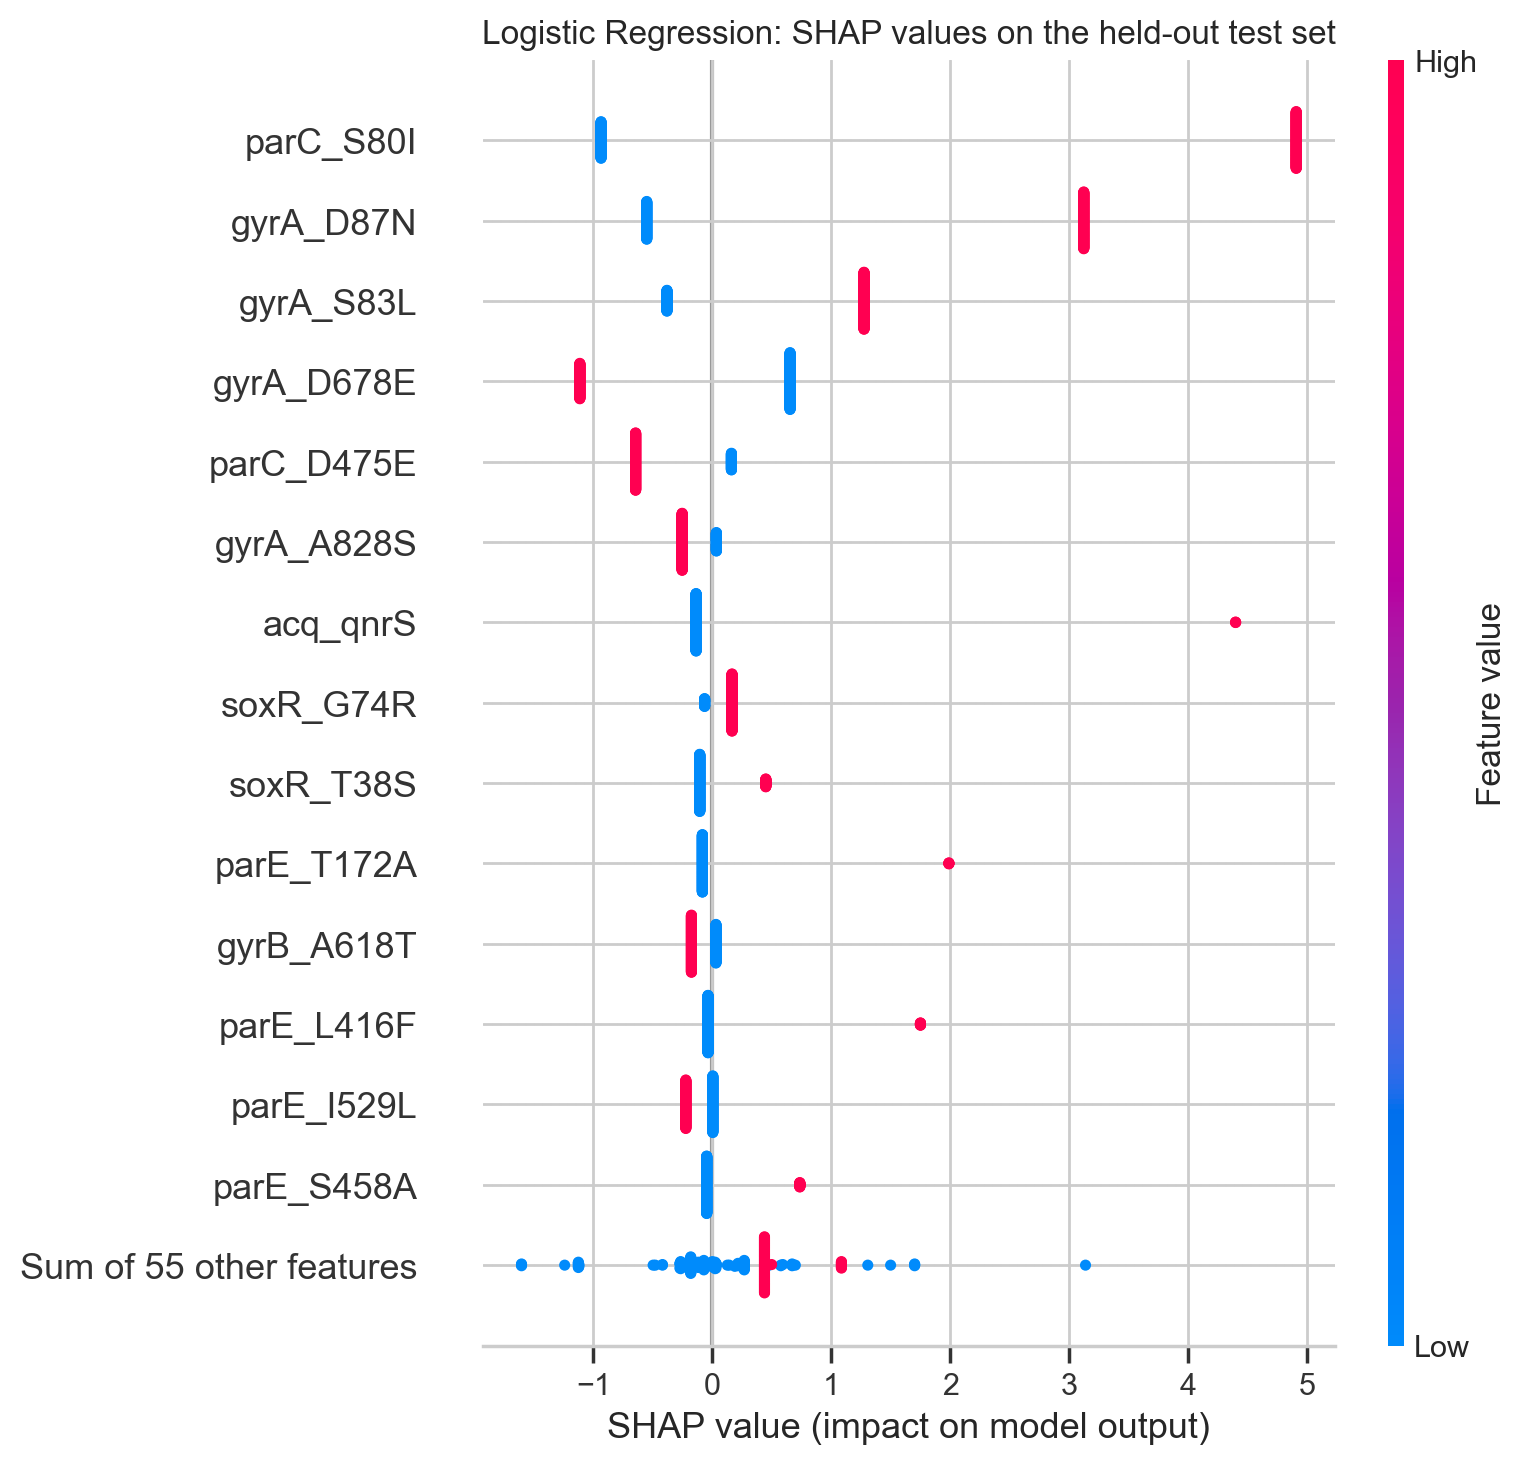 Logistic Regression: SHAP values on the held-out test set
High
parC_S80I
gyrA_D87N
gyrA_S83L
gyrA_D678E
parC_D475E
gyrA_A828S
acq_qnrS
soxR_G74R
soxR_T38S
parE_T172A
gyrB_A618T
parE_L416F
parE_I529L
parE_S458A
Sum of 55 other features
Feature value
Low
−1 0 1 2 3 4 5
SHAP value (impact on model output)